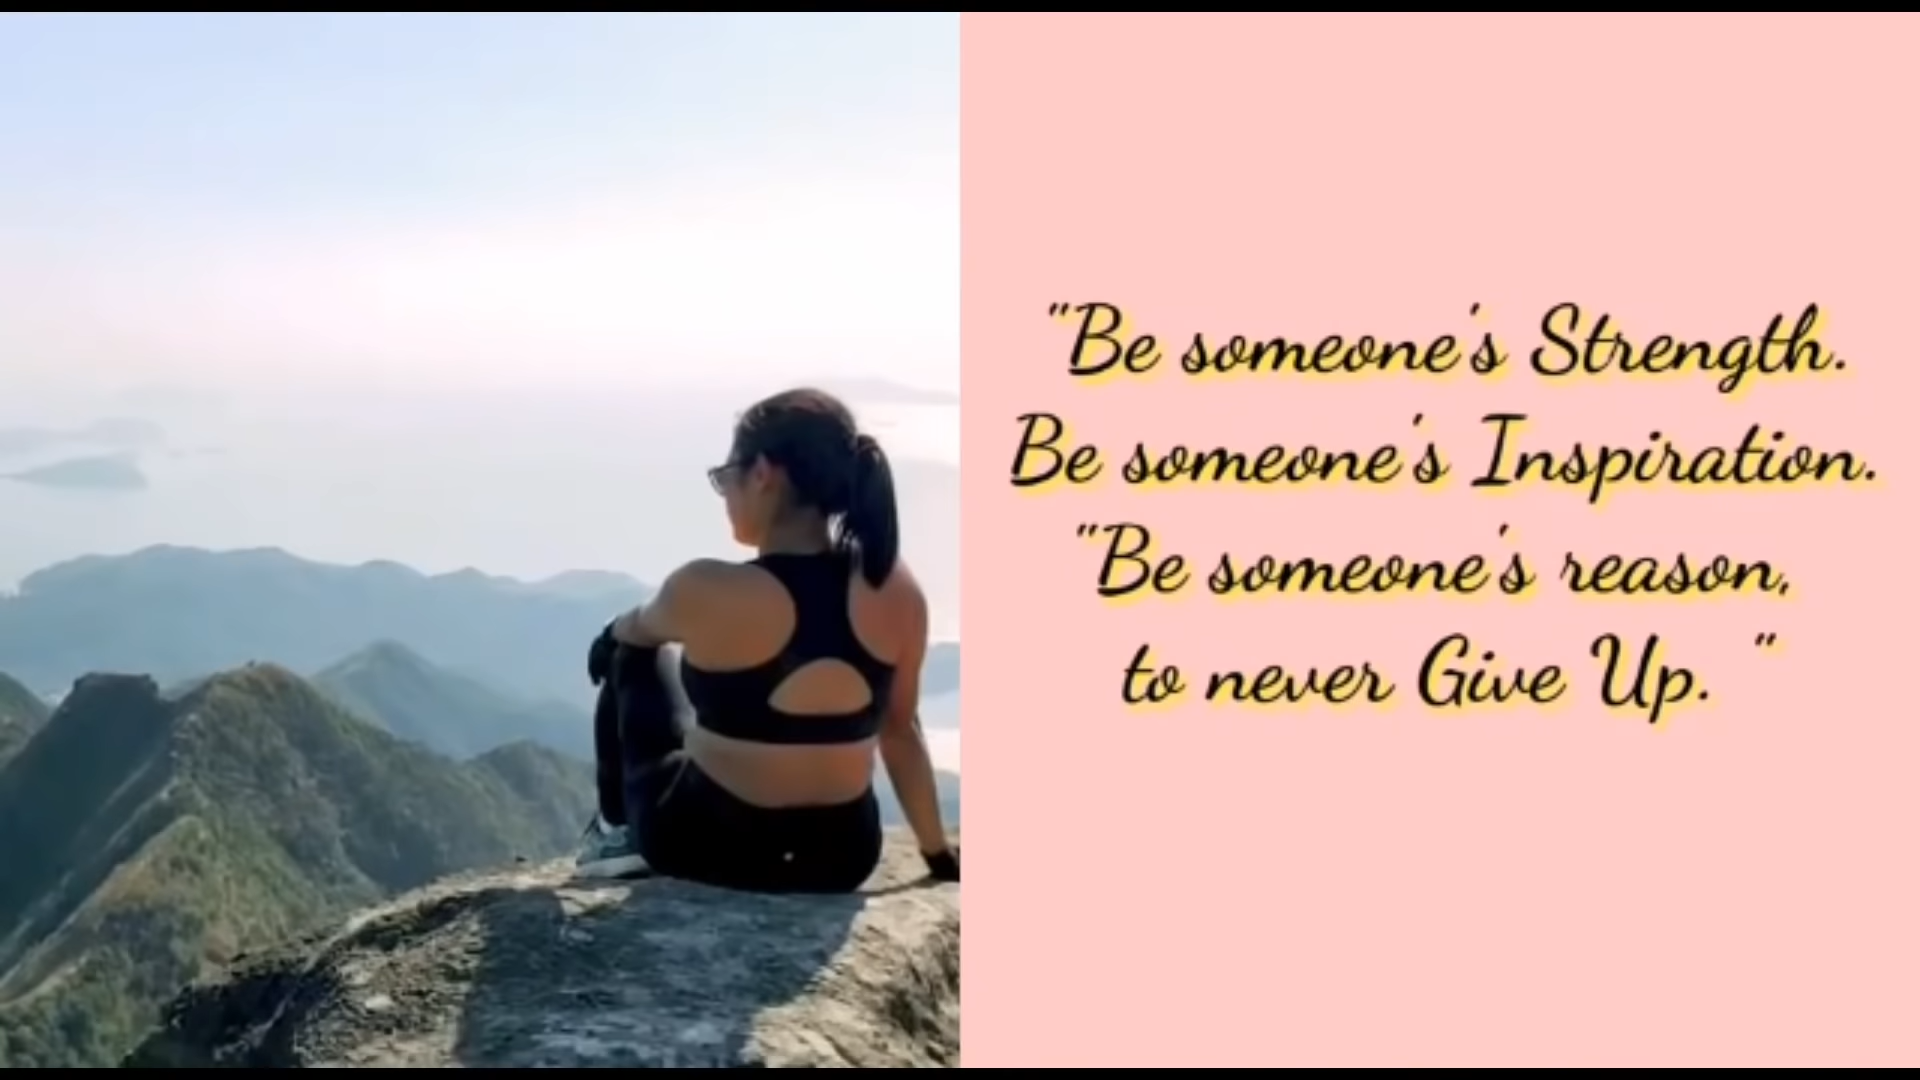 "Be someone's Strength.
Be someone's Inspiration.
"Be someone's reason,
to never Give Up. "